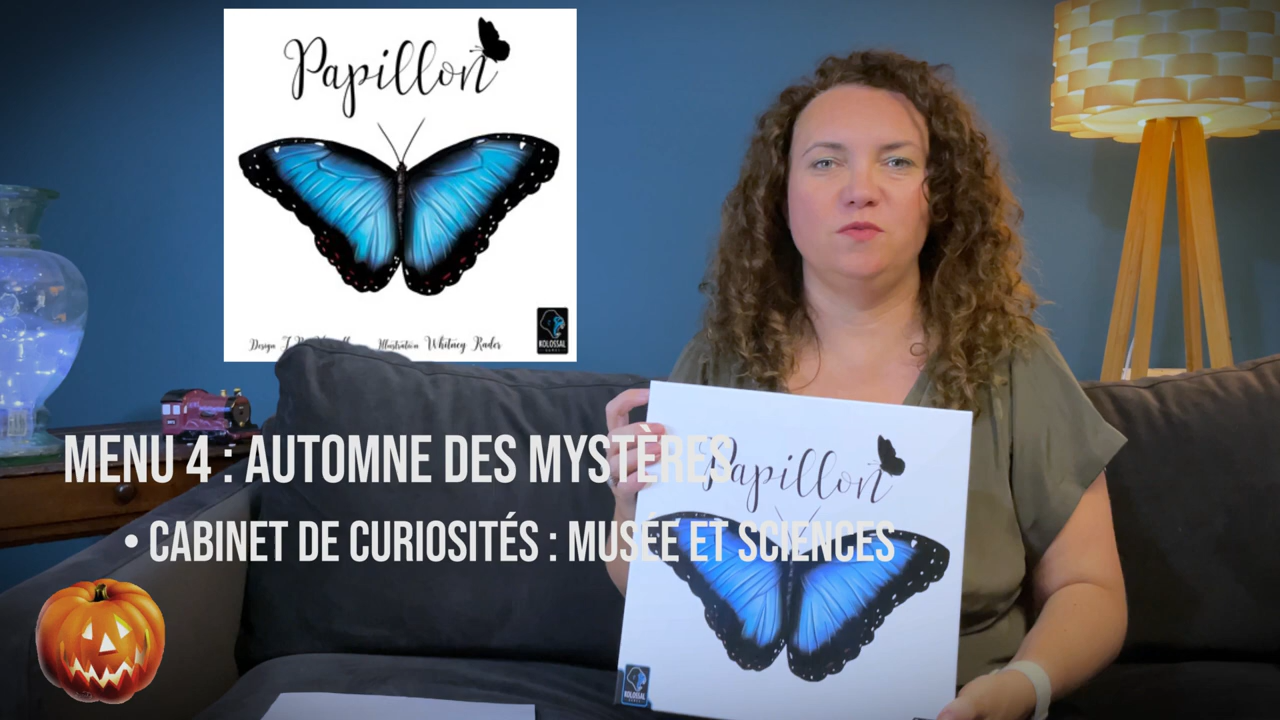 Papillon
Design
Illustration Whitney Rader
KOLOSSAL
GAMES
MENU 4 : AUTOMNE DES MYSTÈRES
Papillon
• CABINET DE CURIOSITÉS : MUSÉE ET SCIENCES
KOLOSSAL